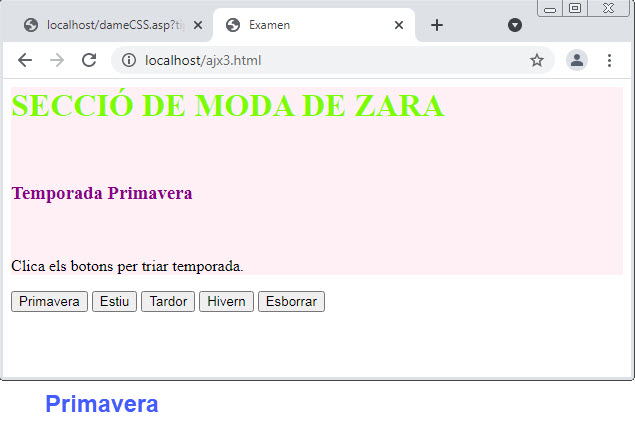 localhost/dameCSS.asp?ti
Examen
localhost/ajx3.html
SECCIÓ DE MODA DE ZARA
Temporada Primavera
Clica els botons per triar temporada.
Primavera Estiu Tardor Hivern Esborrar
Primavera